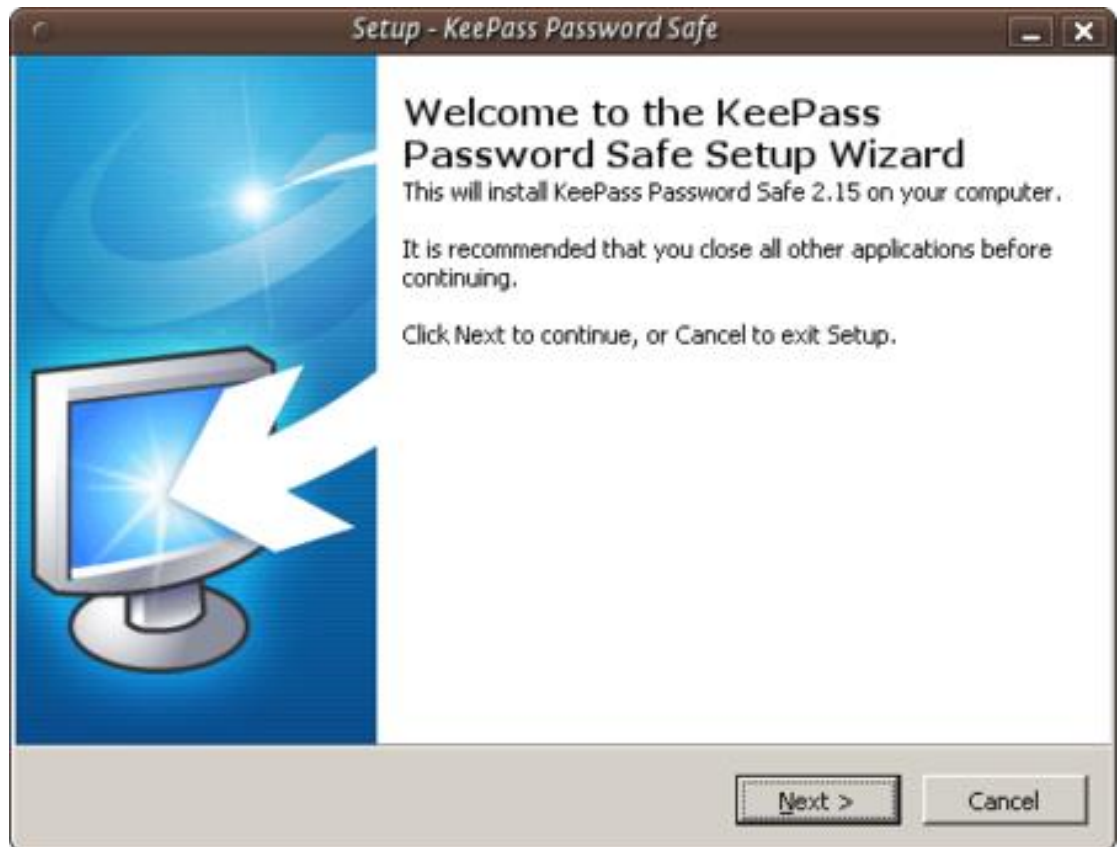 Setup - KeePass Password Safe
Welcome to the KeePass
Password Safe Setup Wizard
This will install KeePass Password Safe 2.15 on your computer.
It is recommended that you close all other applications before
continuing.
Click Next to continue, or Cancel to exit Setup.
Next >
Cancel